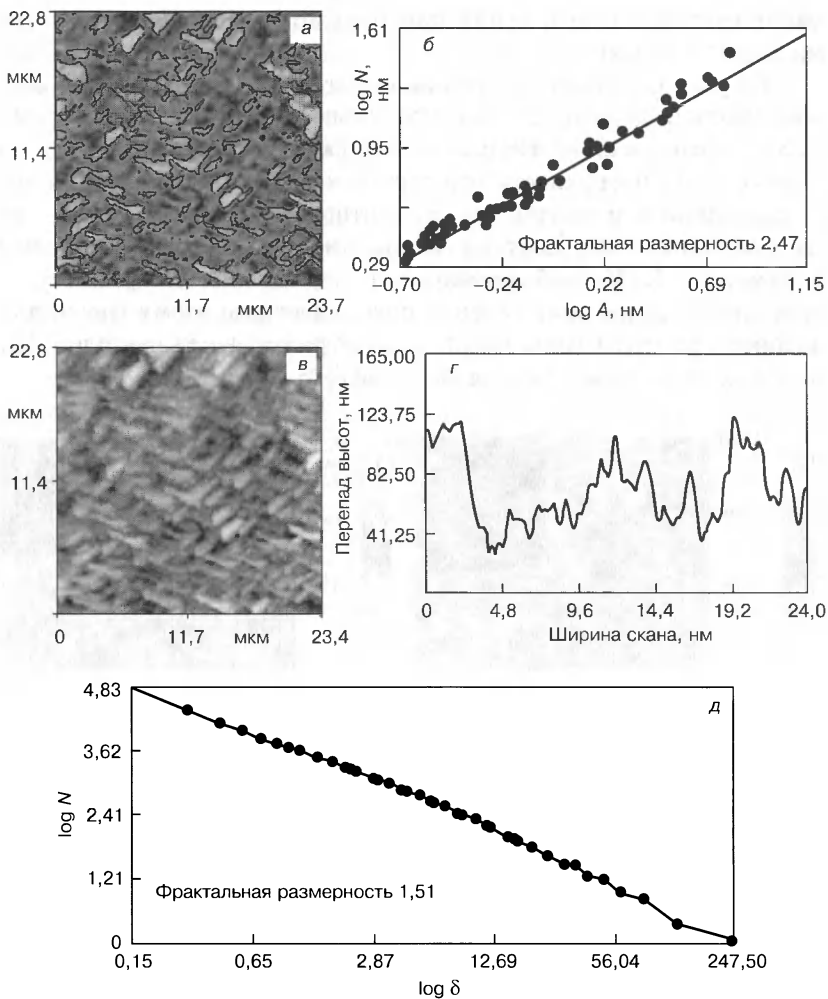 22,8
а
мкм
11,4
0
11,7
мкм
23,7
б
1,61
log N, нм
0,95
0,29
Фрактальная размерность 2,47
–0,70
–0,24
0,22
0,69
1,15
log A, нм
22,8
в
мкм
11,4
0
11,7
мкм
23,4
г
165,00
123,75
82,50
41,25
Перепад высот, нм
0
4,8
9,6
14,4
19,2
24,0
Ширина скана, нм
д
4,83
3,62
2,41
1,21
0
log N
Фрактальная размерность 1,51
0,15
0,65
2,87
12,69
56,04
247,50
log δ